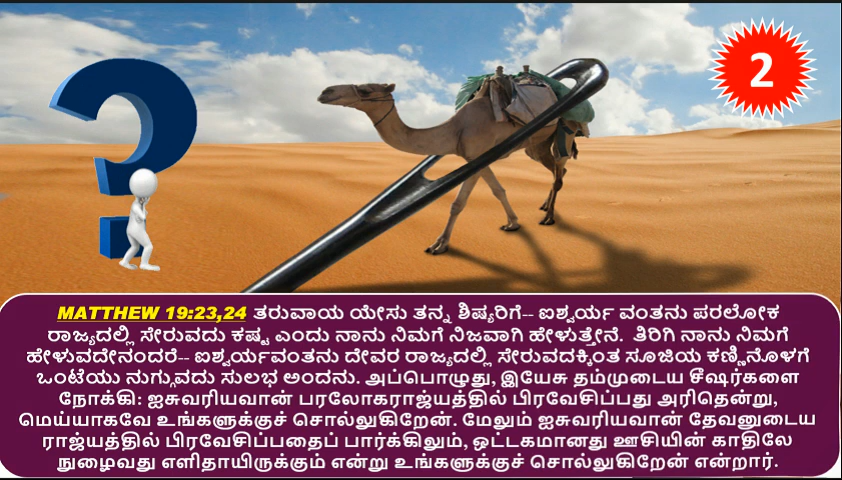 2
MATTHEW 19:23,24 ತರುವಾಯ ಯೇಸು ತನ್ನ ಶಿಷ್ಯರಿಗೆ-- ಐಶ್ವರ್ಯ ವಂತನು ಪರಲೋಕ
ರಾಜ್ಯದಲ್ಲಿ ಸೇರುವದು ಕಷ್ಟ ಎಂದು ನಾನು ನಿಮಗೆ ನಿಜವಾಗಿ ಹೇಳುತ್ತೇನೆ. ತಿರಿಗಿ ನಾನು ನಿಮಗೆ
ಹೇಳುವದೇನಂದರೆ-- ಐಶ್ವರ್ಯವಂತನು ದೇವರ ರಾಜ್ಯದಲ್ಲಿ ಸೇರುವದಕ್ಕಿಂತ ಸೂಜಿಯ ಕಣ್ಣಿನೊಳಗೆ
ಒಂಟೆಯು ನುಗ್ಗುವದು ಸುಲಭ ಅಂದನು. அப்பொழுது, இயேசு தம்முடைய சீஷர்களை
நோக்கி: ஐசுவரியவான் பரலோகராஜ்யத்தில் பிரவேசிப்பது அரிதென்று,
மெய்யாகவே உங்களுக்குச் சொல்லுகிறேன். மேலும் ஐசுவரியவான் தேவனுடைய
ராஜ்யத்தில் பிரவேசிப்பதைப் பார்க்கிலும், ஒட்டகமானது ஊசியின் காதிலே
நுழைவது எளிதாயிருக்கும் என்று உங்களுக்குச் சொல்லுகிறேன் என்றார்.